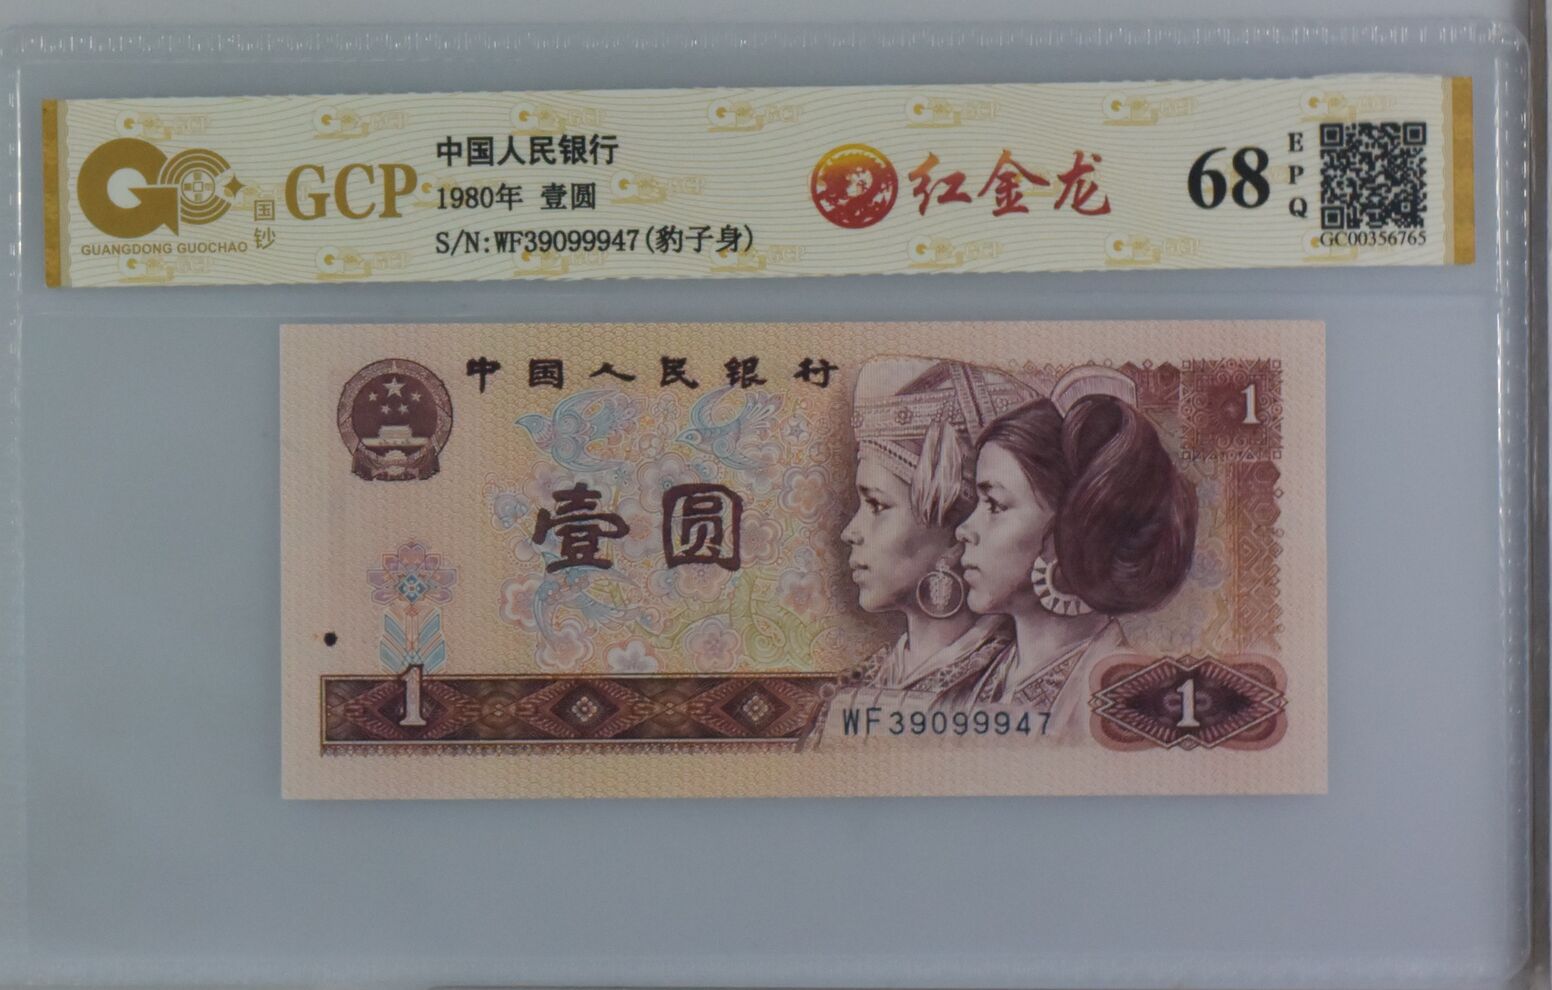 GCP
国钞
GUANGDONG GUOCHAO
中国人民银行
1980年 壹圆
S/N:WF39099947(豹子身)
红金龙
68
EPQ
GC00356765
中国人民银行
1
壹圆
1
WF39099947
1